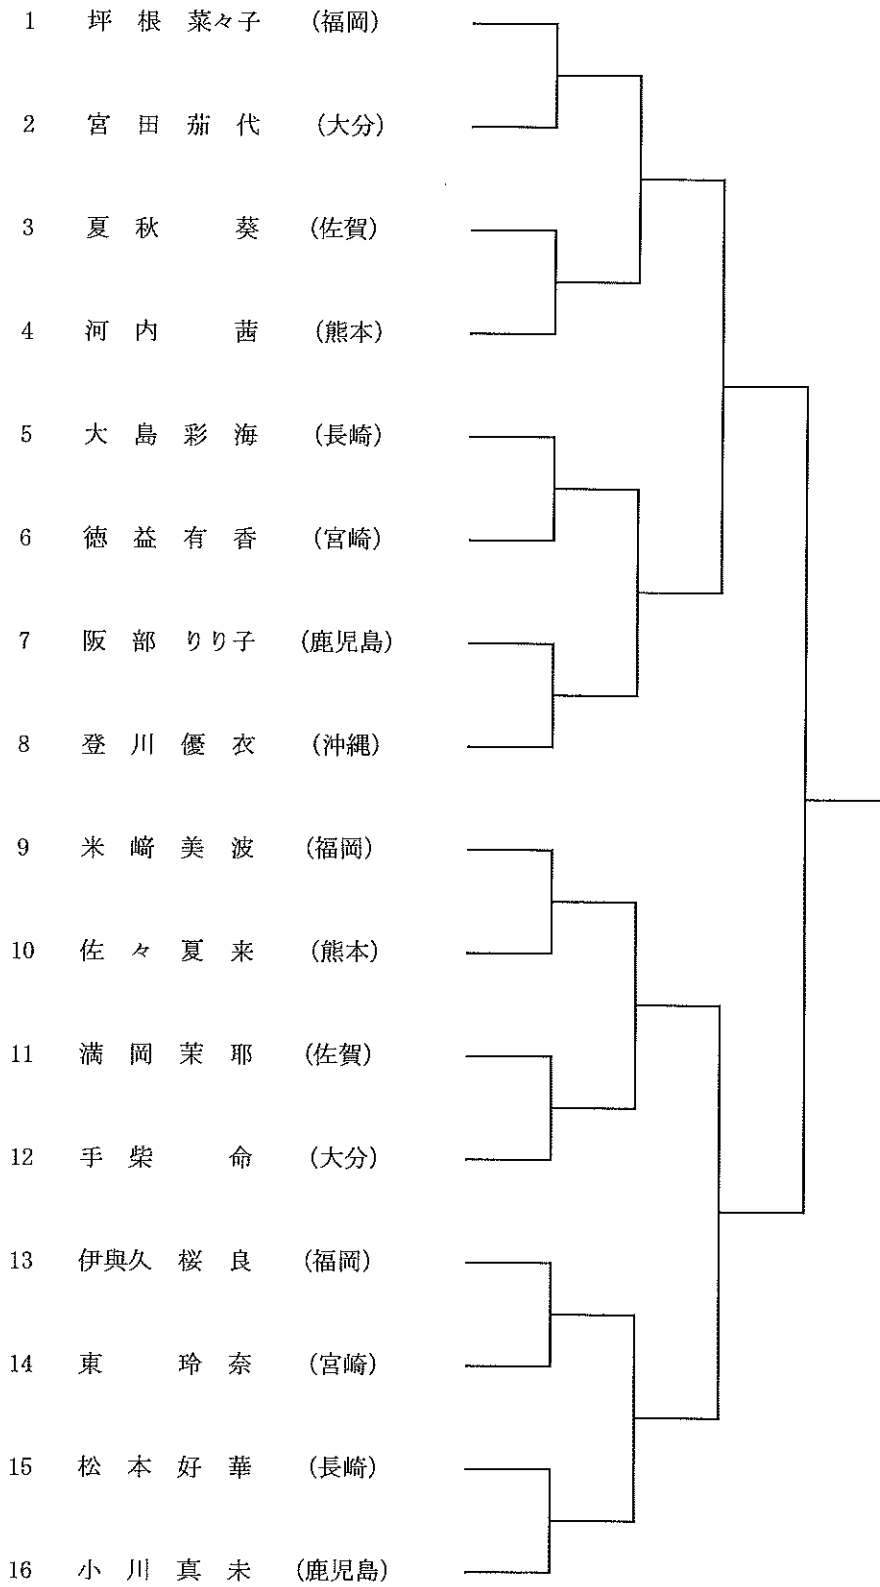 1 坪根 菜々子 (福岡)
2 宮田 茄代 (大分)
3 夏秋 葵 (佐賀)
4 河内 茜 (熊本)
5 大島 彩海 (長崎)
6 徳益 有香 (宮崎)
7 阪部 りり子 (鹿児島)
8 登川 優衣 (沖縄)
9 米﨑 美波 (福岡)
10 佐々 夏来 (熊本)
11 満岡 茉耶 (佐賀)
12 手柴 命 (大分)
13 伊與久 桜良 (福岡)
14 東 玲奈 (宮崎)
15 松本 好華 (長崎)
16 小川 真未 (鹿児島)